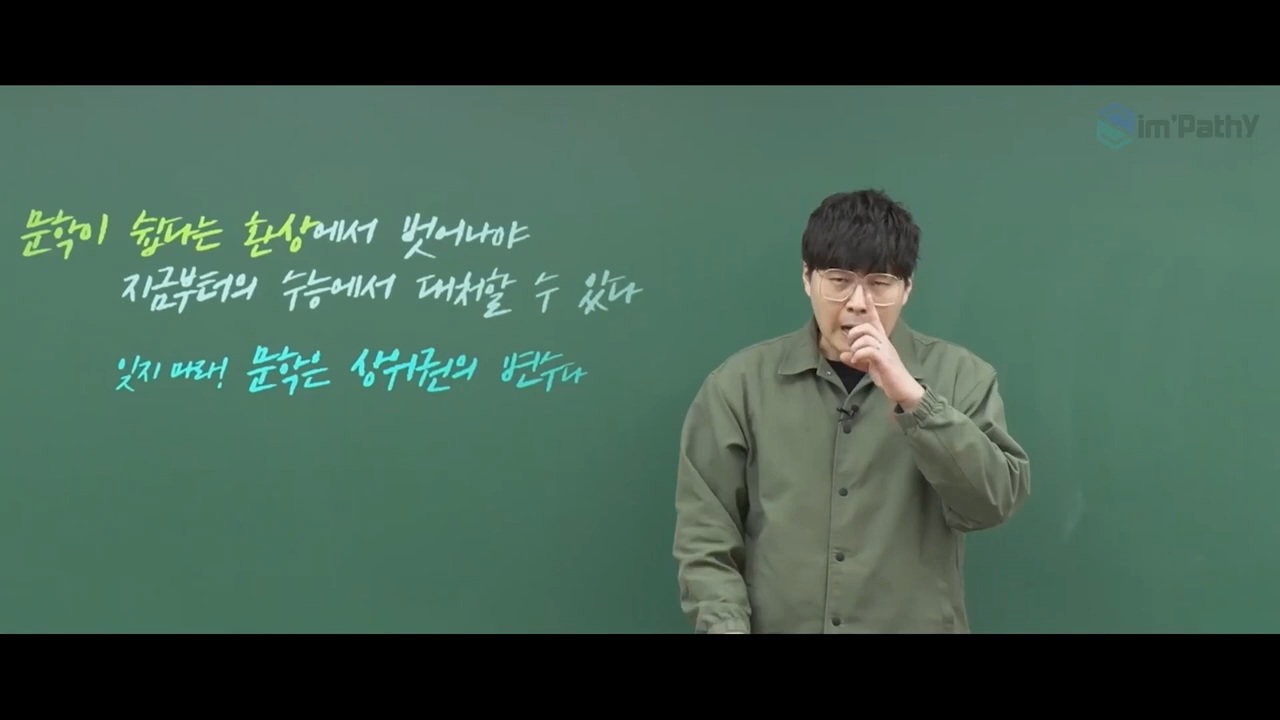 im'PathY
문학이 쉽다는 환상에서 벗어나야
지금부터의 수능에서 대처할 수 있다
잊지 마라! 문학은 상위권의 변수다